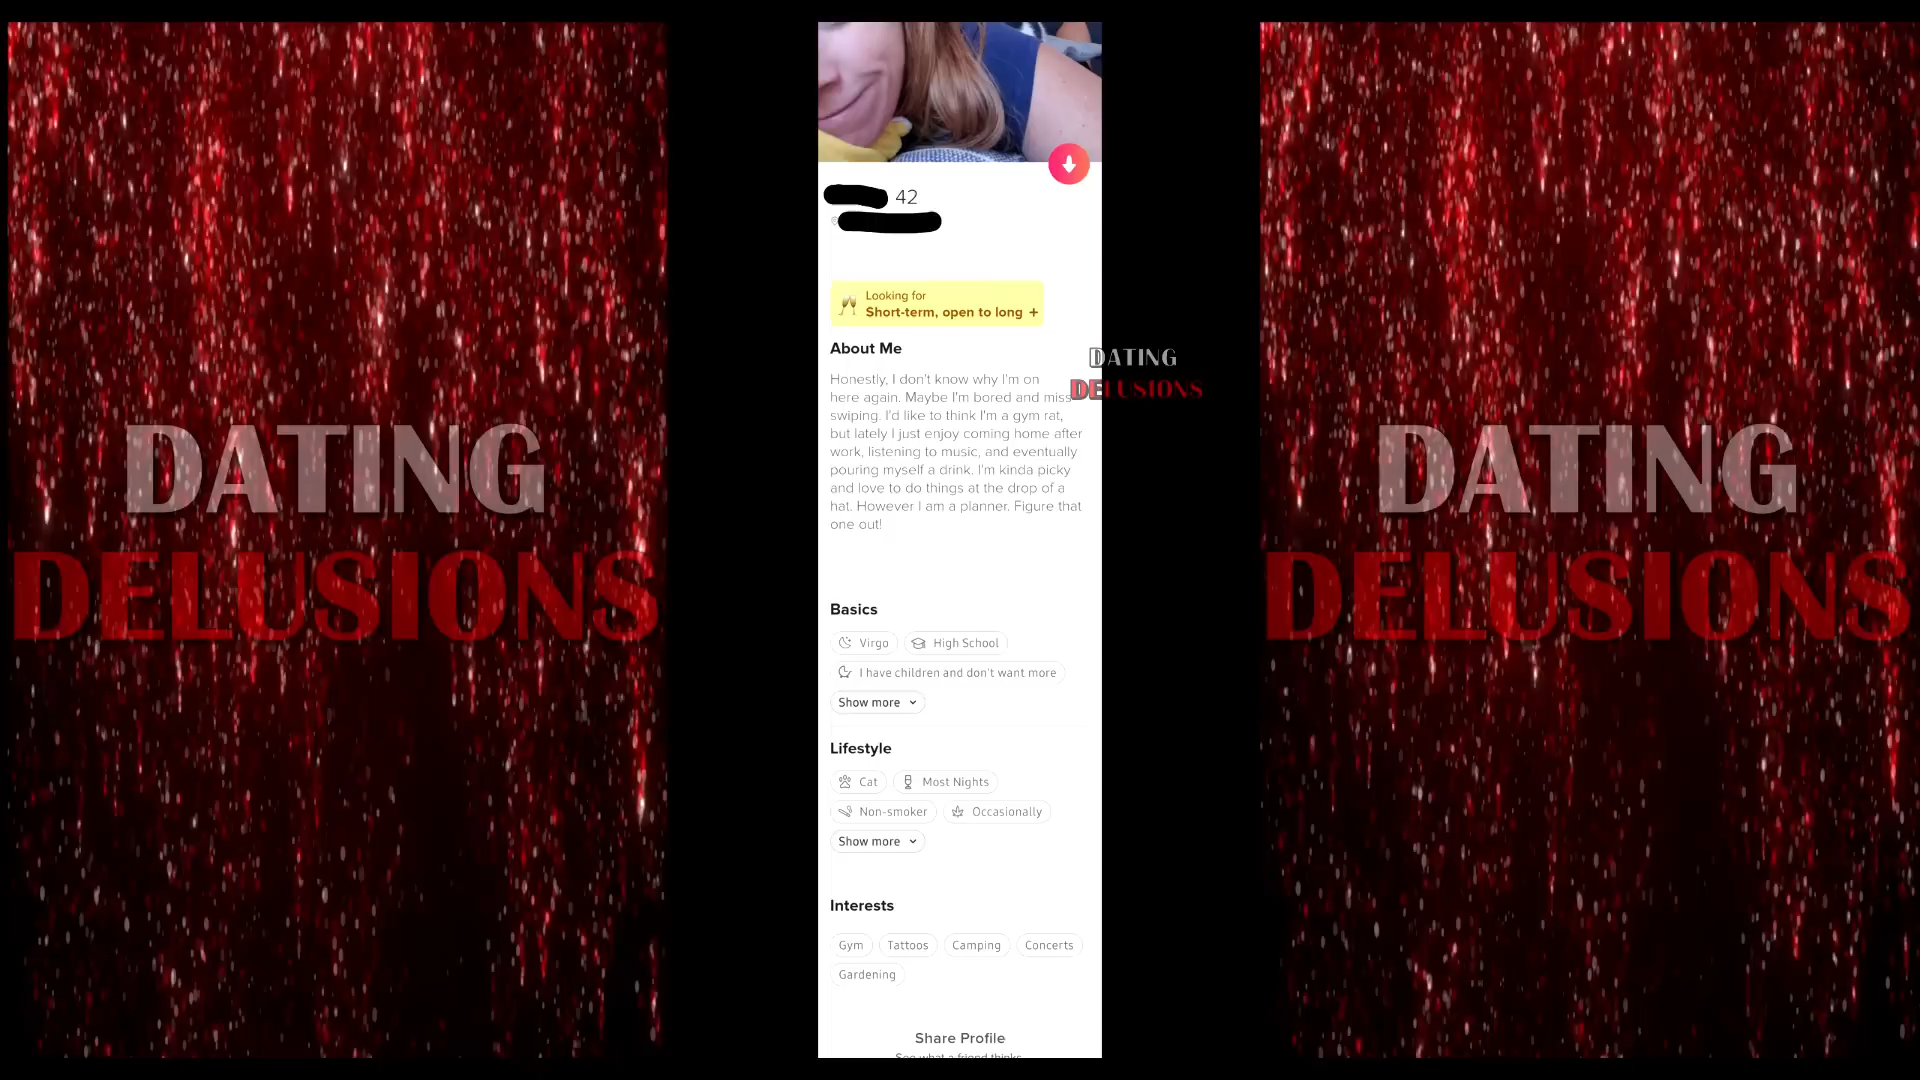 DATING
DELUSIONS
42
Looking for
Short-term, open to long +
About Me
Honestly, I don't know why I'm on
here again. Maybe I'm bored and miss
swiping. I'd like to think I'm a gym rat,
but lately I just enjoy coming home after
work, listening to music, and eventually
pouring myself a drink. I'm kinda picky
and love to do things at the drop of a
hat. However I am a planner. Figure that
one out!
Basics
Virgo High School
I have children and don't want more
Show more
Lifestyle
Cat Most Nights
Non-smoker Occasionally
Show more
Interests
Gym Tattoos Camping Concerts
Gardening
Share Profile
See what a friend thinks
DATING
DELUSIONS
DATING
DELUSIONS